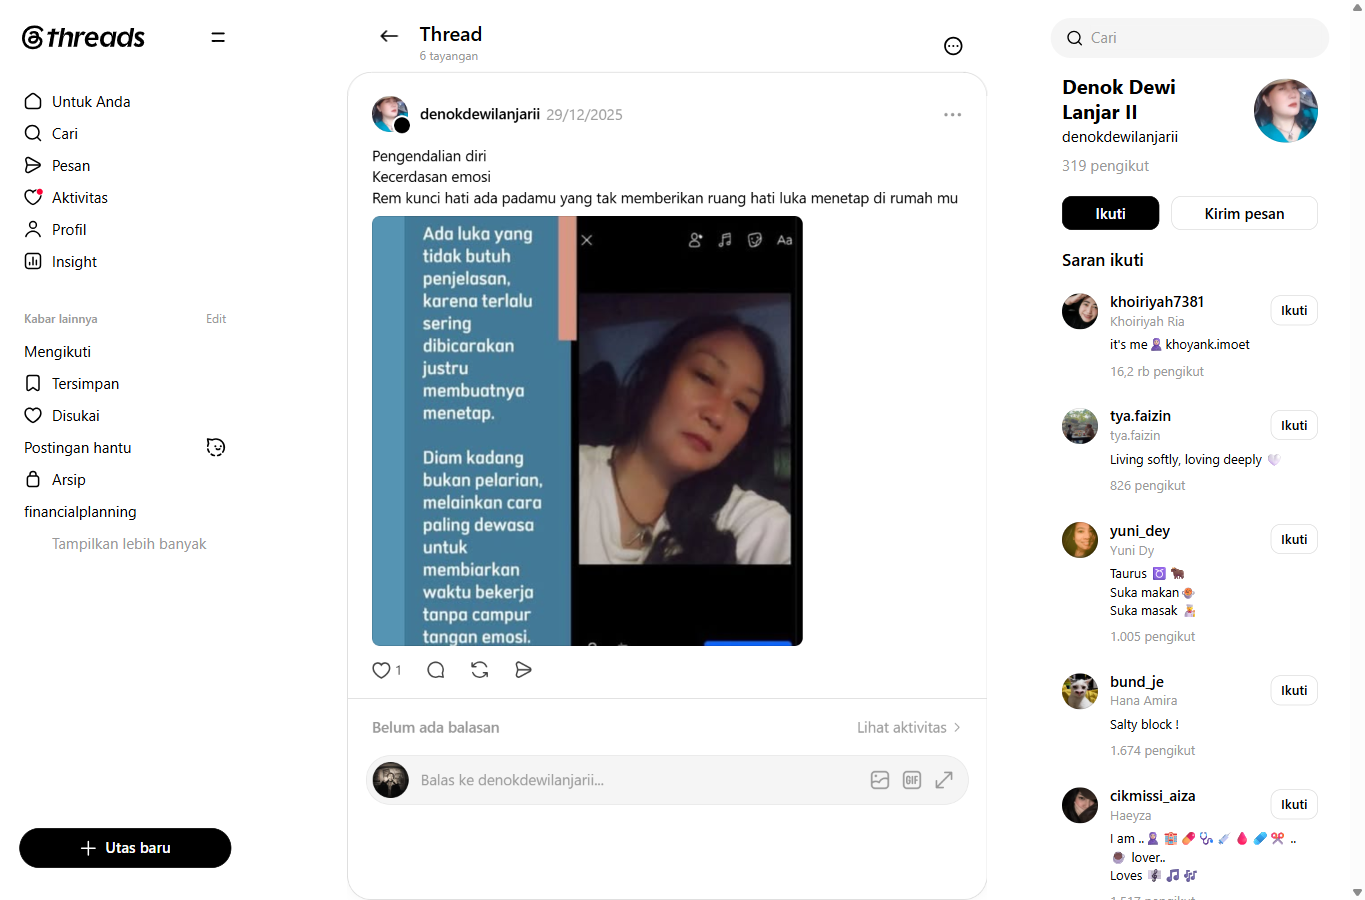 threads
Untuk Anda
Cari
Pesan
Aktivitas
Profil
Insight
Kabar lainnya
Edit
Mengikuti
Tersimpan
Disukai
Postingan hantu
Arsip
financialplanning
Tampilkan lebih banyak
Utas baru
Thread
6 tayangan
denokdewilanjarii 29/12/2025
Pengendalian diri
Kecerdasan emosi
Rem kunci hati ada padamu yang tak memberikan ruang hati luka menetap di rumah mu
Ada luka yang
tidak butuh
penjelasan,
karena terlalu
sering
dibicarakan
justru
membuatnya
menetap.
Diam kadang
bukan pelarian,
melainkan cara
paling dewasa
untuk
membiarkan
waktu bekerja
tanpa campur
tangan emosi.
Aa
1
Belum ada balasan
Lihat aktivitas
Balas ke denokdewilanjarii...
GIF
Cari
Denok Dewi
Lanjar II
denokdewilanjarii
319 pengikut
Ikuti
Kirim pesan
Saran ikuti
khoiriyah7381
Khoiriyah Ria
Ikuti
it's me🧕khoyank.imoet
16,2 rb pengikut
tya.faizin
tya.faizin
Ikuti
Living softly, loving deeply 🤍
826 pengikut
yuni_dey
Yuni Dy
Ikuti
Taurus ♉ 🐂
Suka makan
Suka masak
1.005 pengikut
bund_je
Hana Amira
Ikuti
Salty block !
1.674 pengikut
cikmissi_aiza
Haeyza
Ikuti
I am ..🧕🏥💊🩺💉🩸🩹✂️ ..
lover..
Loves 🎼🎵🎶
1.517 pengikut